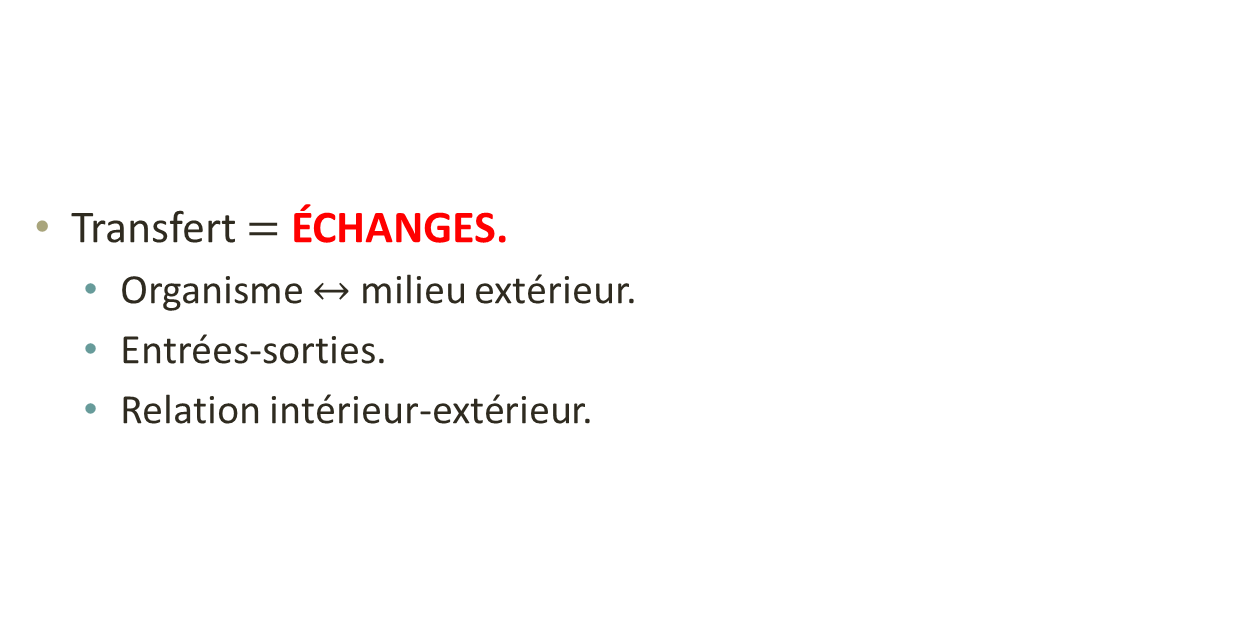 • Transfert = ÉCHANGES.
• Organisme ↔ milieu extérieur.
• Entrées-sorties.
• Relation intérieur-extérieur.